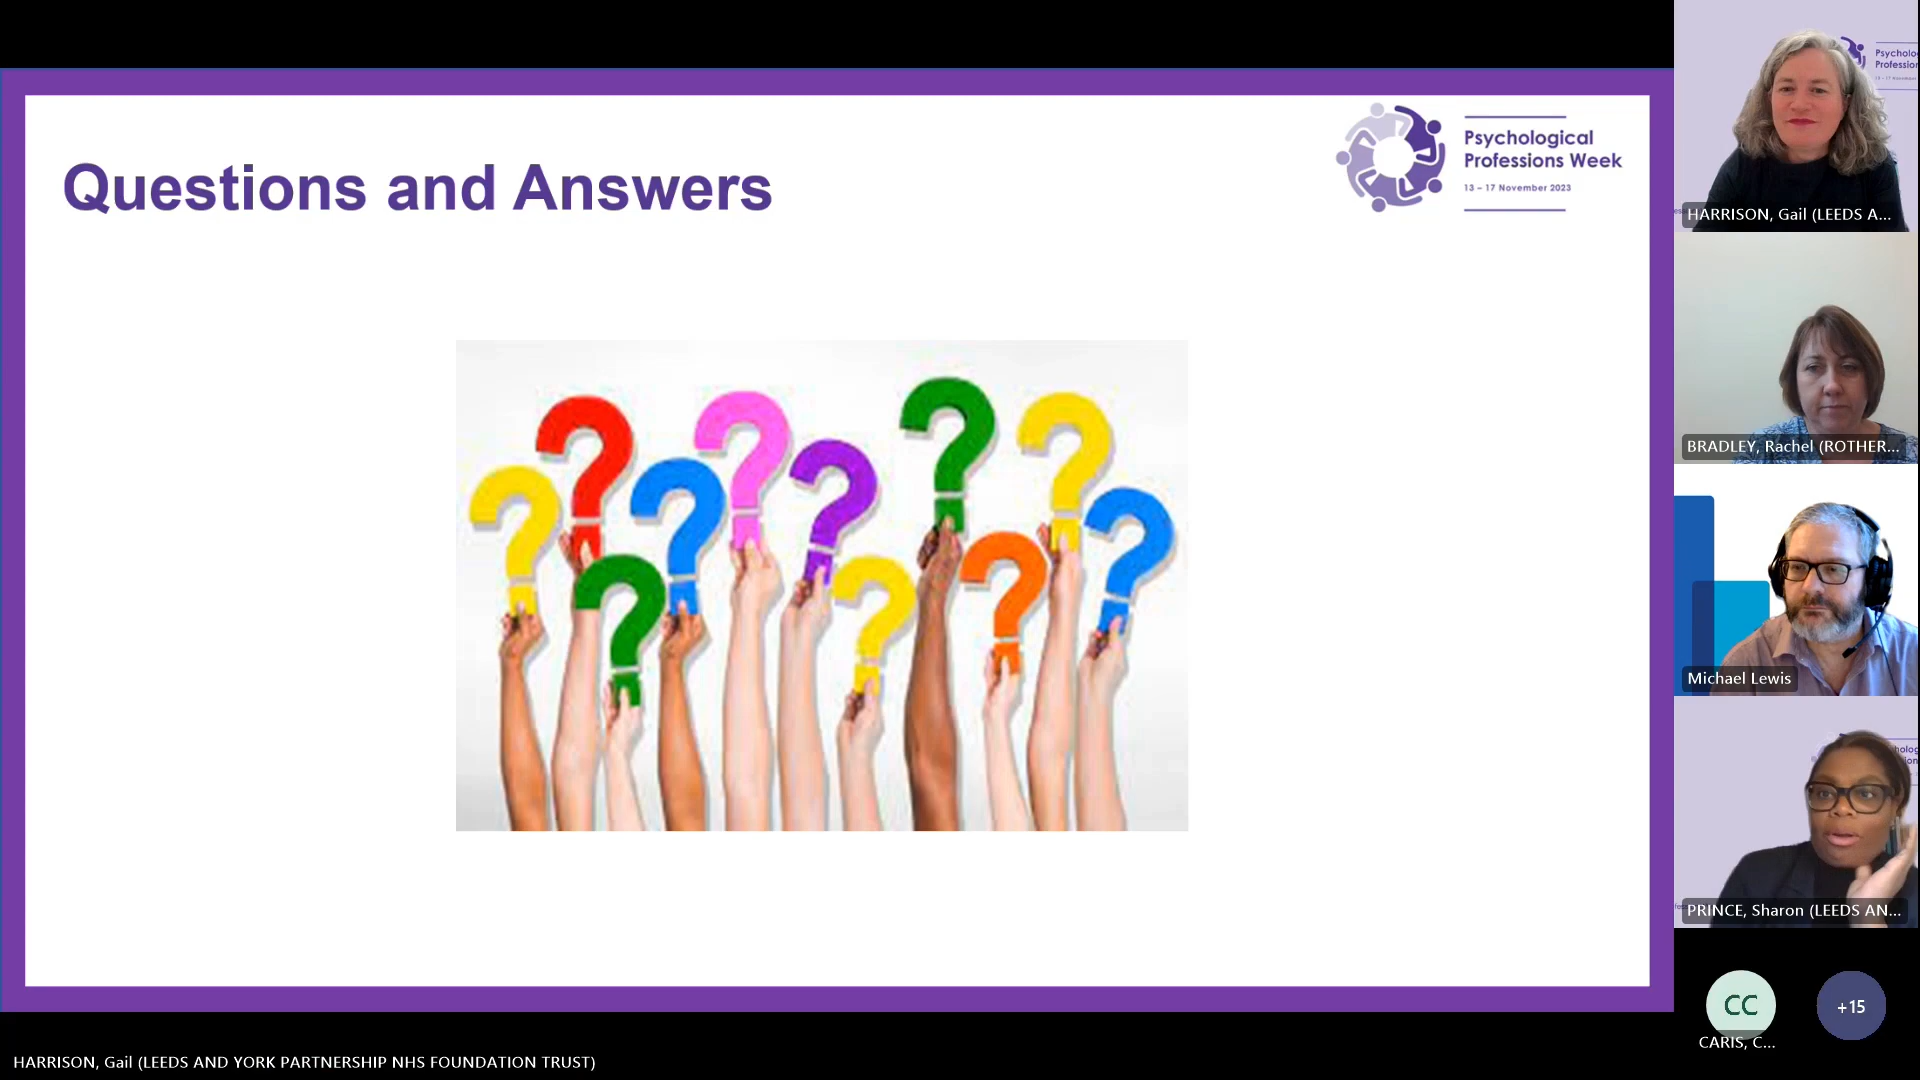 Questions and Answers
Psychological
Professions Week
13 – 17 November 2023
HARRISON, Gail (LEEDS A...
BRADLEY, Rachel (ROTHER...
Michael Lewis
PRINCE, Sharon (LEEDS AN...
CC
+15
CARIS, C...
HARRISON, Gail (LEEDS AND YORK PARTNERSHIP NHS FOUNDATION TRUST)